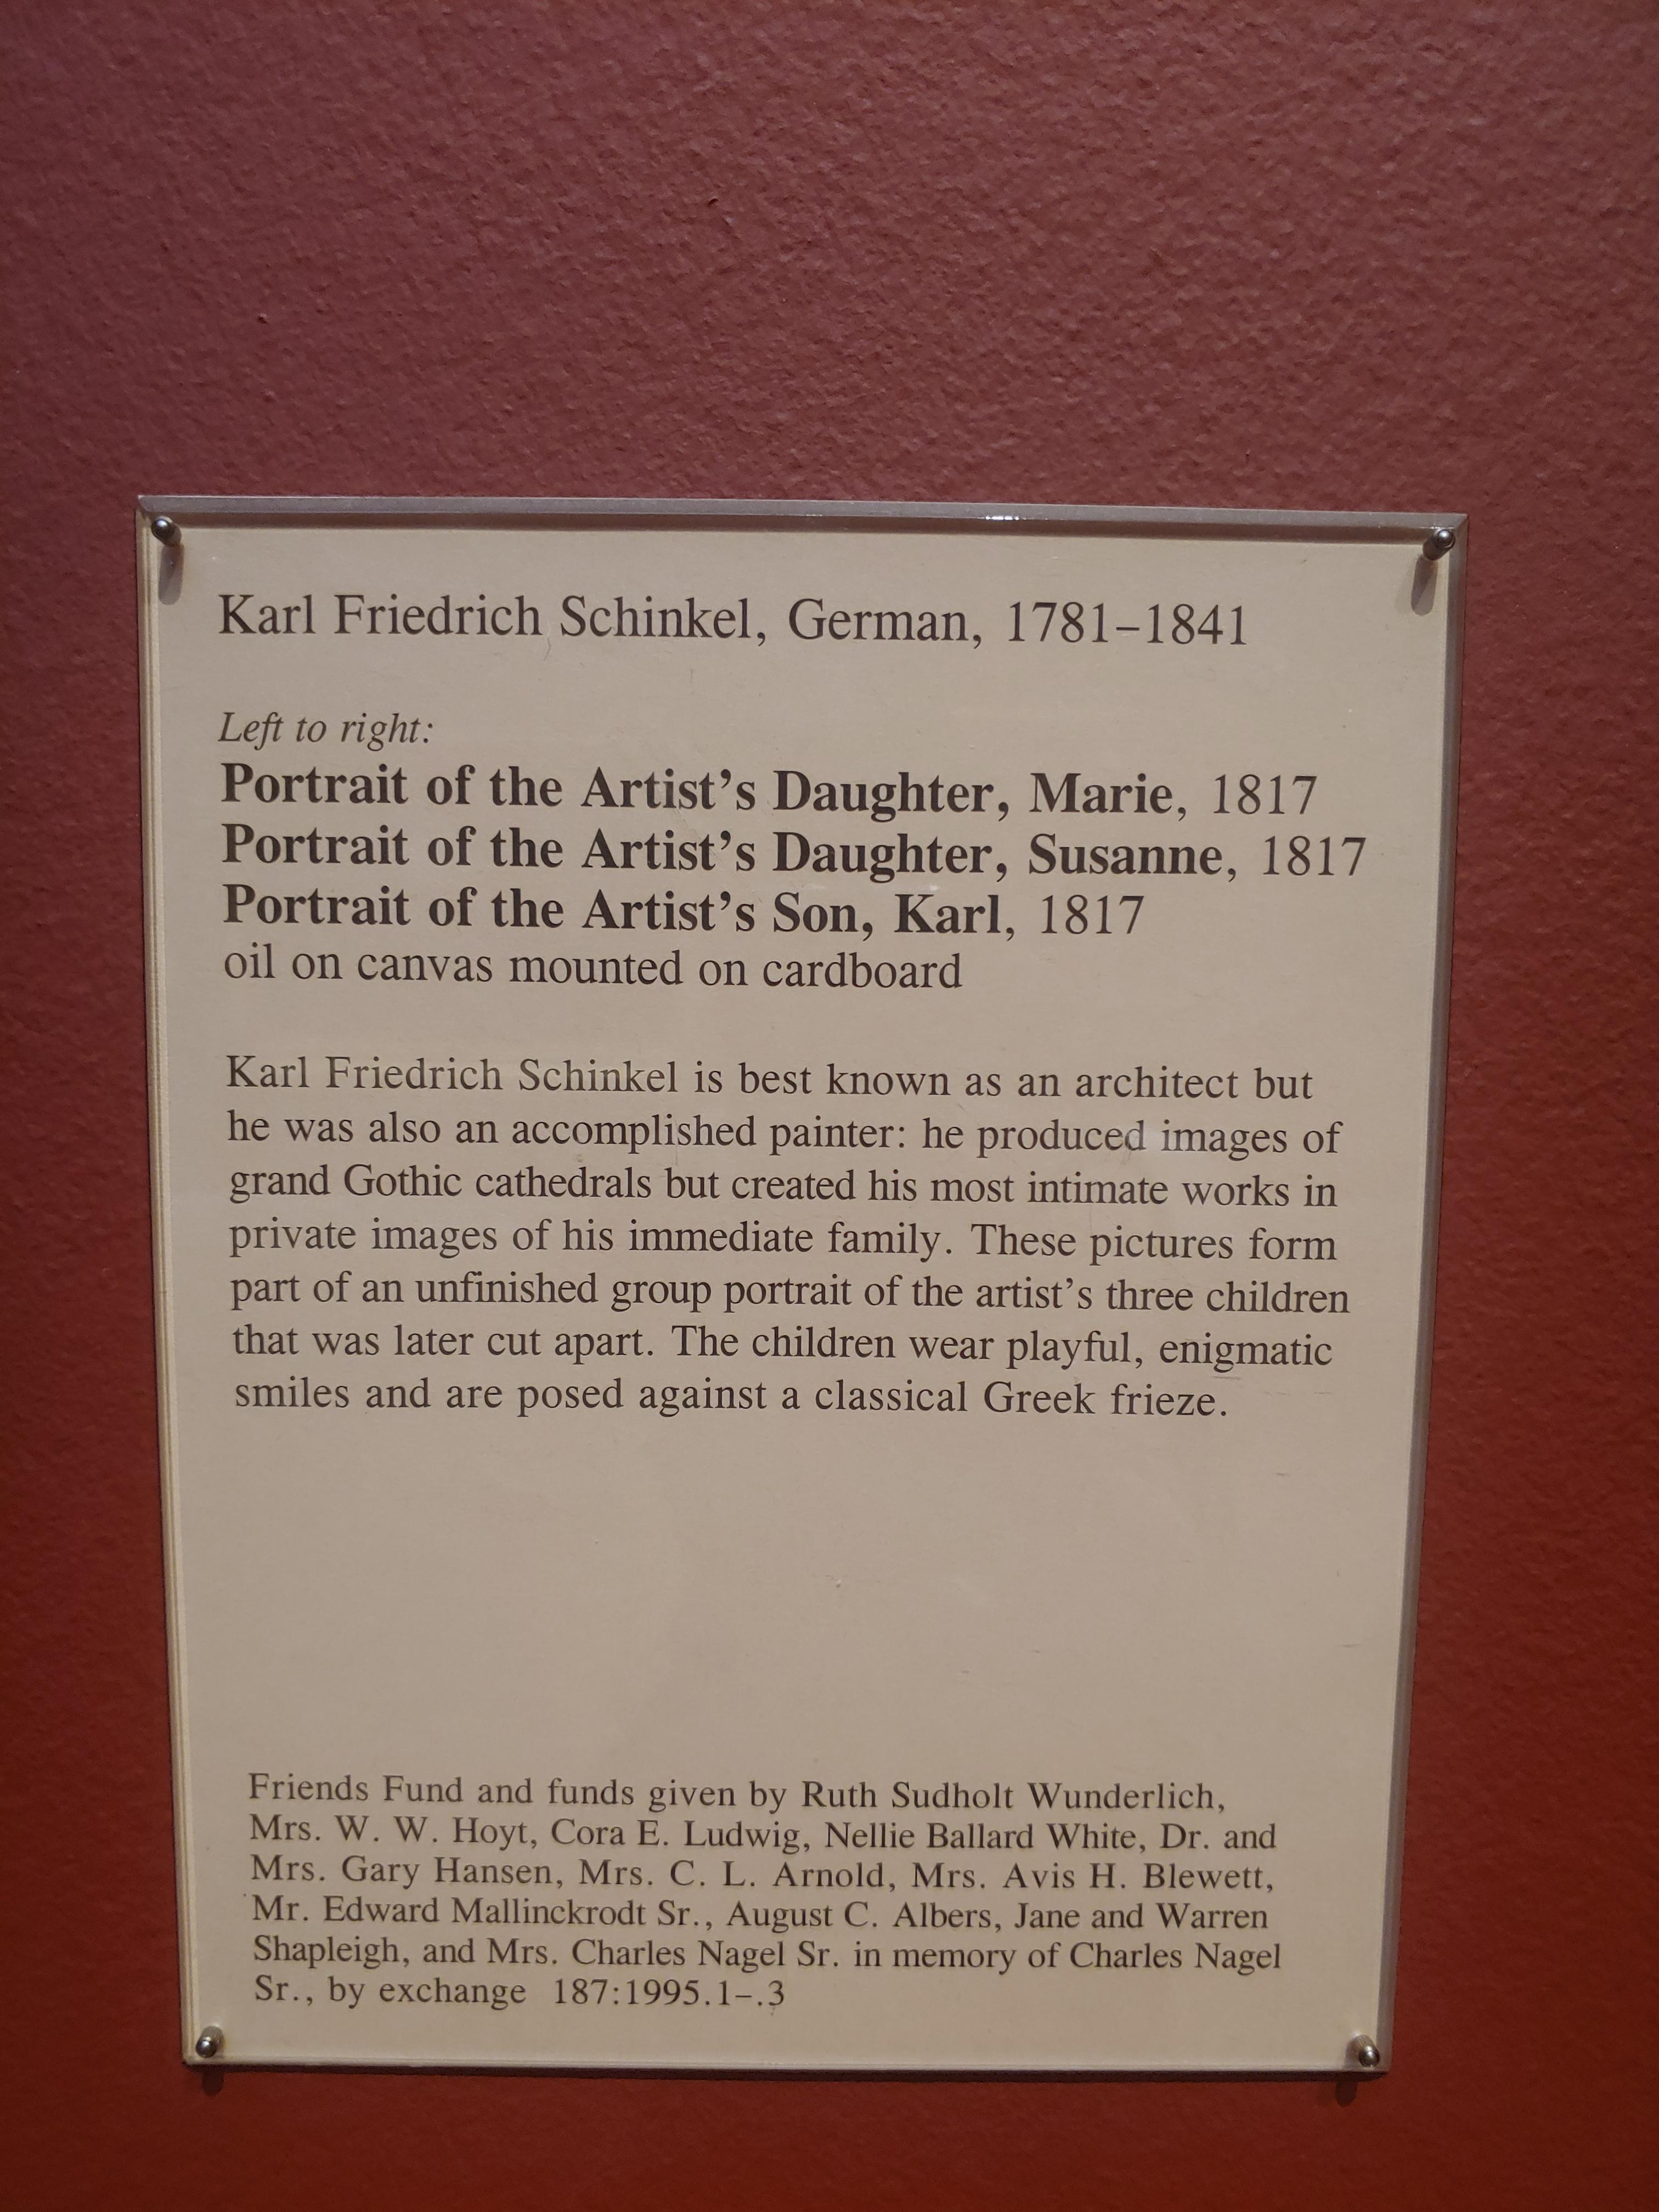 Karl Friedrich Schinkel, German, 1781–1841
Left to right:
Portrait of the Artist’s Daughter, Marie, 1817
Portrait of the Artist’s Daughter, Susanne, 1817
Portrait of the Artist’s Son, Karl, 1817
oil on canvas mounted on cardboard
Karl Friedrich Schinkel is best known as an architect but
he was also an accomplished painter: he produced images of
grand Gothic cathedrals but created his most intimate works in
private images of his immediate family. These pictures form
part of an unfinished group portrait of the artist’s three children
that was later cut apart. The children wear playful, enigmatic
smiles and are posed against a classical Greek frieze.
Friends Fund and funds given by Ruth Sudholt Wunderlich,
Mrs. W. W. Hoyt, Cora E. Ludwig, Nellie Ballard White, Dr. and
Mrs. Gary Hansen, Mrs. C. L. Arnold, Mrs. Avis H. Blewett,
Mr. Edward Mallinckrodt Sr., August C. Albers, Jane and Warren
Shapleigh, and Mrs. Charles Nagel Sr. in memory of Charles Nagel
Sr., by exchange 187:1995.1–.3